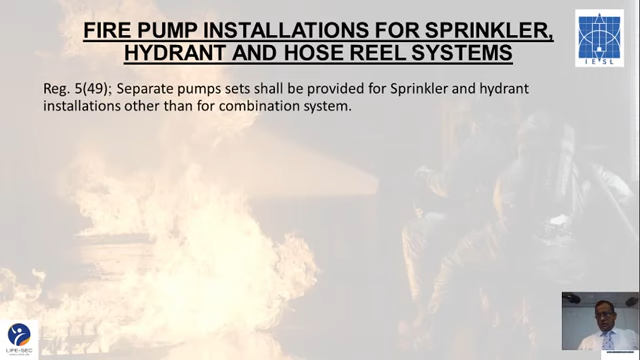 FIRE PUMP INSTALLATIONS FOR SPRINKLER,
HYDRANT AND HOSE REEL SYSTEMS
IESL
Reg. 5(49); Separate pumps sets shall be provided for Sprinkler and hydrant
installations other than for combination system.
LIFE-SEC